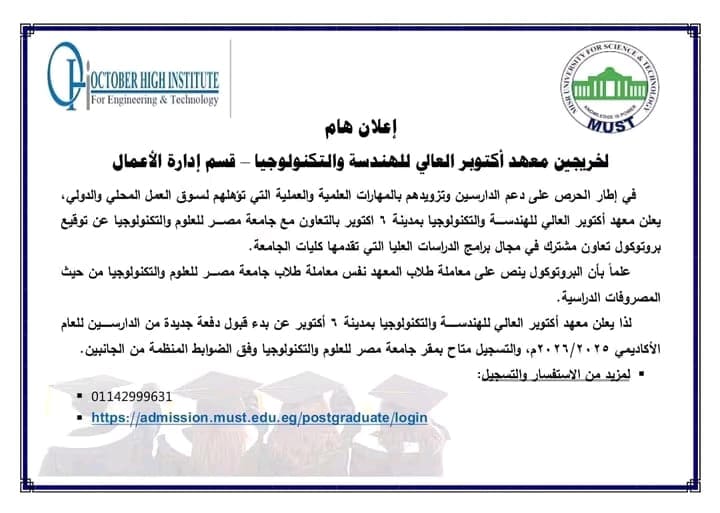 OCTOBER HIGH INSTITUTE
For Engineering & Technology
MISR UNIVERSITY FOR SCIENCE & TECHNOLOGY
KNOWLEDGE IS POWER
MUST
إعلان هام
لخريجين معهد أكتوبر العالي للهندسة والتكنولوجيا – قسم إدارة الأعمال
في إطار الحرص على دعم الدارسين وتزويدهم بالمهارات العلمية والعملية التي تؤهلهم لسوق العمل المحلي والدولي،
يعلن معهد أكتوبر العالي للهندسة والتكنولوجيا بمدينة ٦ اكتوبر بالتعاون مع جامعة مصر للعلوم والتكنولوجيا عن توقيع
بروتوكول تعاون مشترك في مجال برامج الدراسات العليا التي تقدمها كليات الجامعة.
علماً بأن البروتوكول ينص على معاملة طلاب المعهد نفس معاملة طلاب جامعة مصر للعلوم والتكنولوجيا من حيث
المصروفات الدراسية.
لذا يعلن معهد أكتوبر العالي للهندسة والتكنولوجيا بمدينة ٦ أكتوبر عن بدء قبول دفعة جديدة من الدارسين للعام
الأكاديمي ٢٠٢٦/٢٠٢٥م، والتسجيل متاح بمقر جامعة مصر للعلوم والتكنولوجيا وفق الضوابط المنظمة من الجانبين.
▪ لمزيد من الاستفسار والتسجيل:
▪ 01142999631
▪ https://admission.must.edu.eg/postgraduate/login